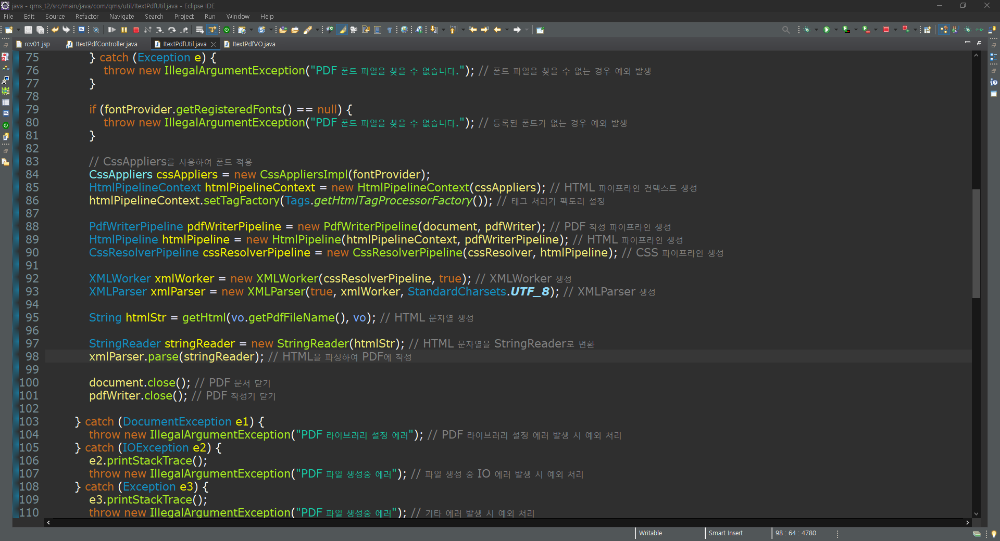 java - qms_t2/src/main/java/com/qms/util/ItextPdfUtil.java - Eclipse IDE
File Edit Source Refactor Navigate Search Project Run Window Help
rcv01.jsp ItextPdfController.java ItextPdfUtil.java ItextPdfVO.java
75 } catch (Exception e) {
76 throw new IllegalArgumentException("PDF 폰트 파일을 찾을 수 없습니다."); // 폰트 파일을 찾을 수 없는 경우 예외 발생
77 }
78
79 if (fontProvider.getRegisteredFonts() == null) {
80 throw new IllegalArgumentException("PDF 폰트 파일을 찾을 수 없습니다."); // 등록된 폰트가 없는 경우 예외 발생
81 }
82
83 // CssAppliers를 사용하여 폰트 적용
84 CssAppliers cssAppliers = new CssAppliersImpl(fontProvider);
85 HtmlPipelineContext htmlPipelineContext = new HtmlPipelineContext(cssAppliers); // HTML 파이프라인 컨텍스트 생성
86 htmlPipelineContext.setTagFactory(Tags.getHtmlTagProcessorFactory()); // 태그 처리기 팩토리 설정
87
88 PdfWriterPipeline pdfWriterPipeline = new PdfWriterPipeline(document, pdfWriter); // PDF 작성 파이프라인 생성
89 HtmlPipeline htmlPipeline = new HtmlPipeline(htmlPipelineContext, pdfWriterPipeline); // HTML 파이프라인 생성
90 CssResolverPipeline cssResolverPipeline = new CssResolverPipeline(cssResolver, htmlPipeline); // CSS 파이프라인 생성
91
92 XMLWorker xmlWorker = new XMLWorker(cssResolverPipeline, true); // XMLWorker 생성
93 XMLParser xmlParser = new XMLParser(true, xmlWorker, StandardCharsets.UTF_8); // XMLParser 생성
94
95 String htmlStr = getHtml(vo.getPdfFileName(), vo); // HTML 문자열 생성
96
97 StringReader stringReader = new StringReader(htmlStr); // HTML 문자열을 StringReader로 변환
98 xmlParser.parse(stringReader); // HTML을 파싱하여 PDF에 작성
99
100 document.close(); // PDF 문서 닫기
101 pdfWriter.close(); // PDF 작성기 닫기
102
103 } catch (DocumentException e1) {
104 throw new IllegalArgumentException("PDF 라이브러리 설정 에러"); // PDF 라이브러리 설정 에러 발생 시 예외 처리
105 } catch (IOException e2) {
106 e2.printStackTrace();
107 throw new IllegalArgumentException("PDF 파일 생성중 에러"); // 파일 생성 중 IO 에러 발생 시 예외 처리
108 } catch (Exception e3) {
109 e3.printStackTrace();
110 throw new IllegalArgumentException("PDF 파일 생성중 에러"); // 기타 에러 발생 시 예외 처리
Writable Smart Insert 98 : 64 : 4780